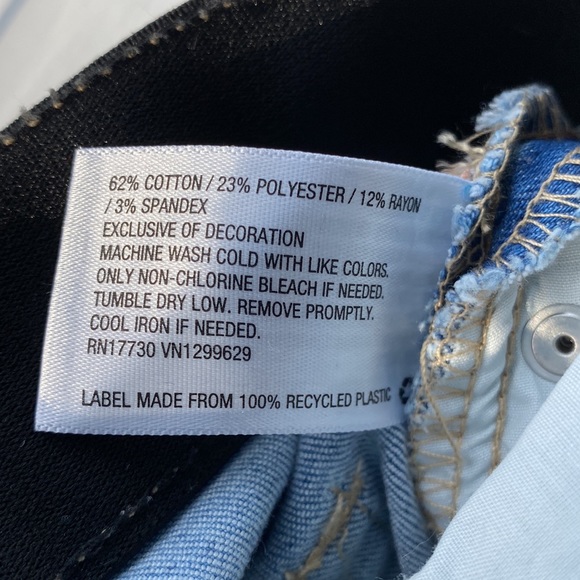 62% COTTON / 23% POLYESTER / 12% RAYON
/ 3% SPANDEX
EXCLUSIVE OF DECORATION
MACHINE WASH COLD WITH LIKE COLORS.
ONLY NON-CHLORINE BLEACH IF NEEDED.
TUMBLE DRY LOW. REMOVE PROMPTLY.
COOL IRON IF NEEDED.
RN17730 VN1299629
LABEL MADE FROM 100% RECYCLED PLASTIC